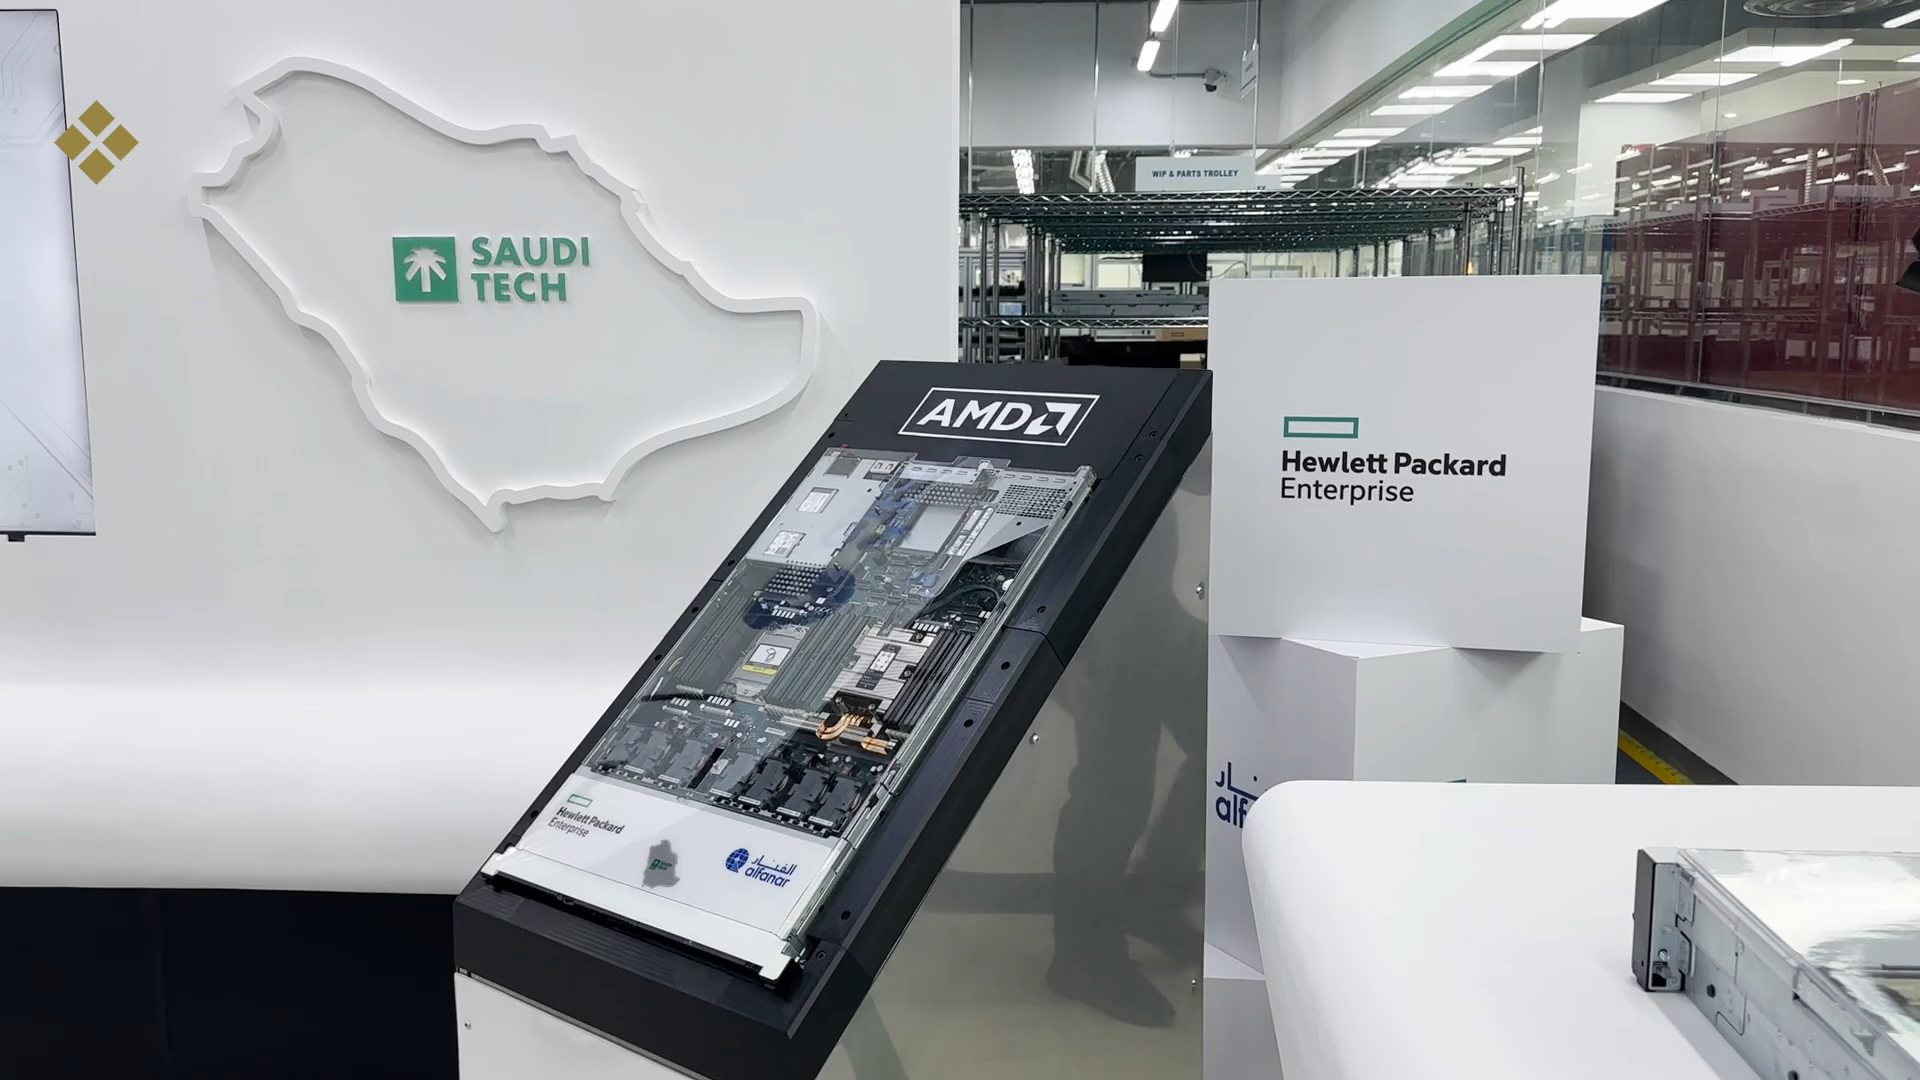 SAUDI
TECH
WIP & PARTS TROLLEY
AMD
Hewlett Packard
Enterprise
Hewlett Packard
Enterprise
الفنار
alfanar